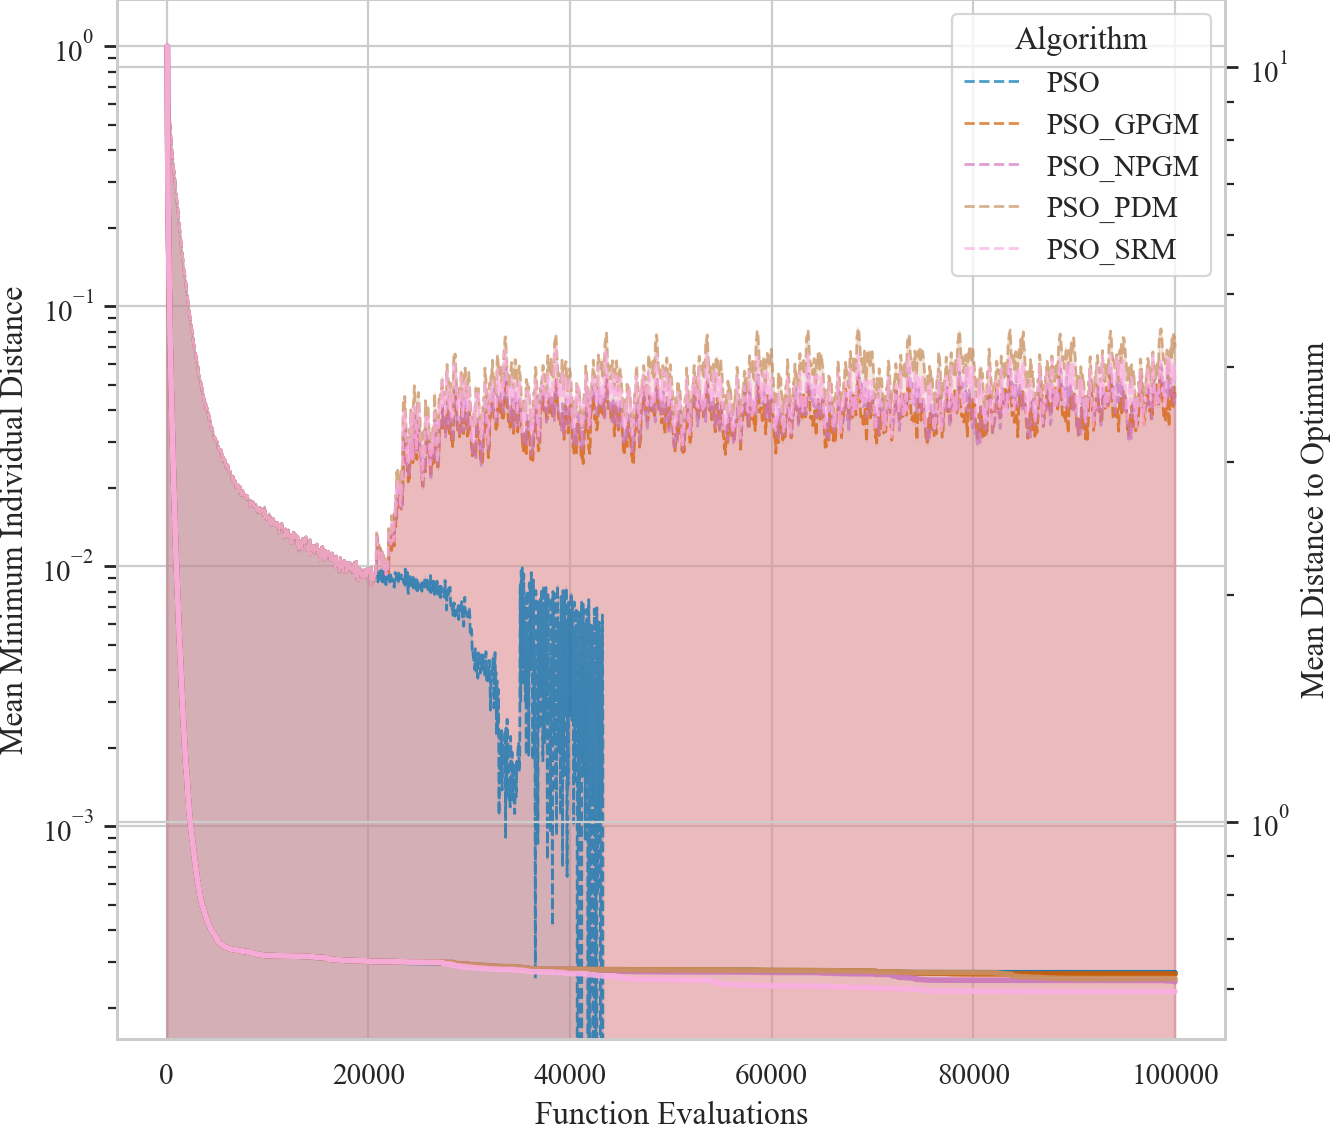 Algorithm
PSO
PSO_GPGM
PSO_NPGM
PSO_PDM
PSO_SRM
10^0
10^-1
10^-2
10^-3
Mean Minimum Individual Distance
10^1
10^0
Mean Distance to Optimum
0 20000 40000 60000 80000 100000
Function Evaluations